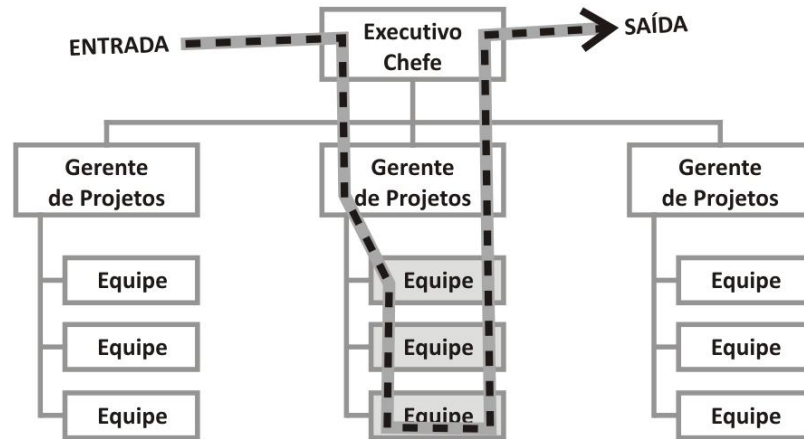 ENTRADA
Executivo
Chefe
SAÍDA
Gerente
de Projetos
Gerente
de Projetos
Gerente
de Projetos
Equipe
Equipe
Equipe
Equipe
Equipe
Equipe
Equipe
Equipe
Equipe